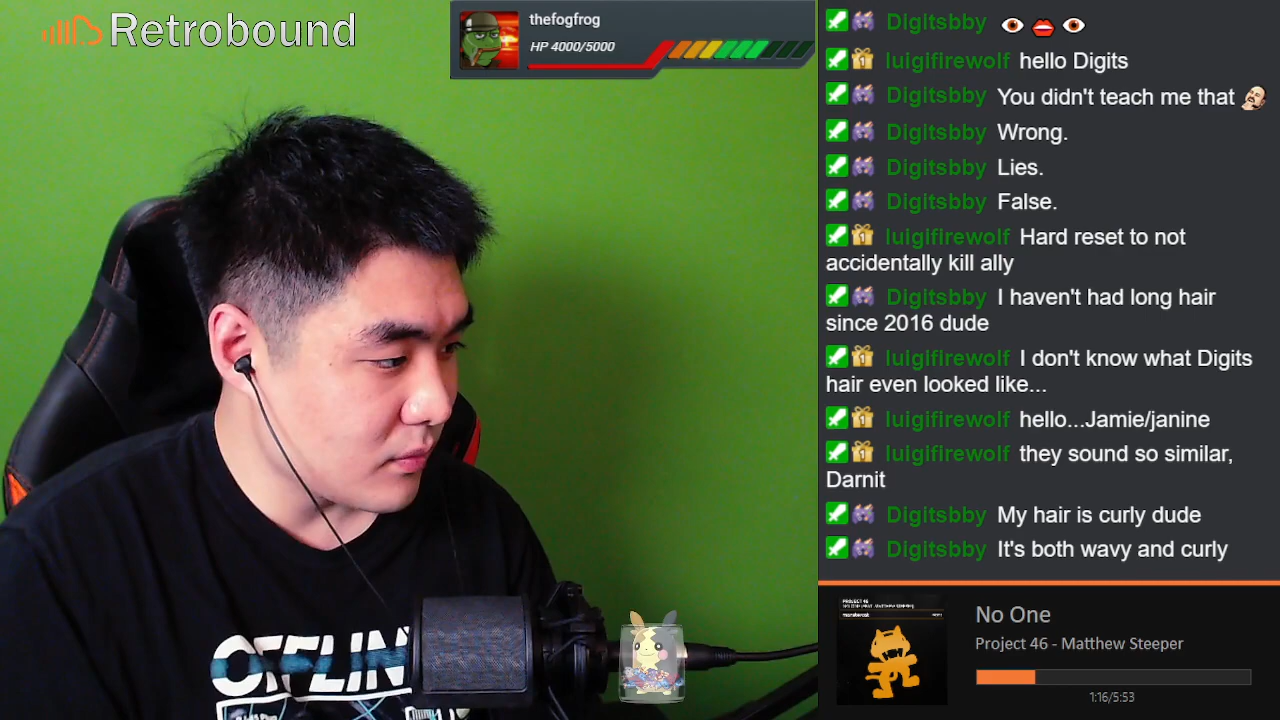 Retrobound
thefogfrog
HP 4000/5000
OFFLIN
Digitsbby
luigifirewolf hello Digits
Digitsbby You didn't teach me that
Digitsbby Wrong.
Digitsbby Lies.
Digitsbby False.
luigifirewolf Hard reset to not
accidentally kill ally
Digitsbby I haven't had long hair
since 2016 dude
luigifirewolf I don't know what Digits
hair even looked like...
luigifirewolf hello...Jamie/janine
luigifirewolf they sound so similar,
Darnit
Digitsbby My hair is curly dude
Digitsbby It's both wavy and curly
PROJECT 46
monstercat
No One
Project 46 - Matthew Steeper
1:16/5:53